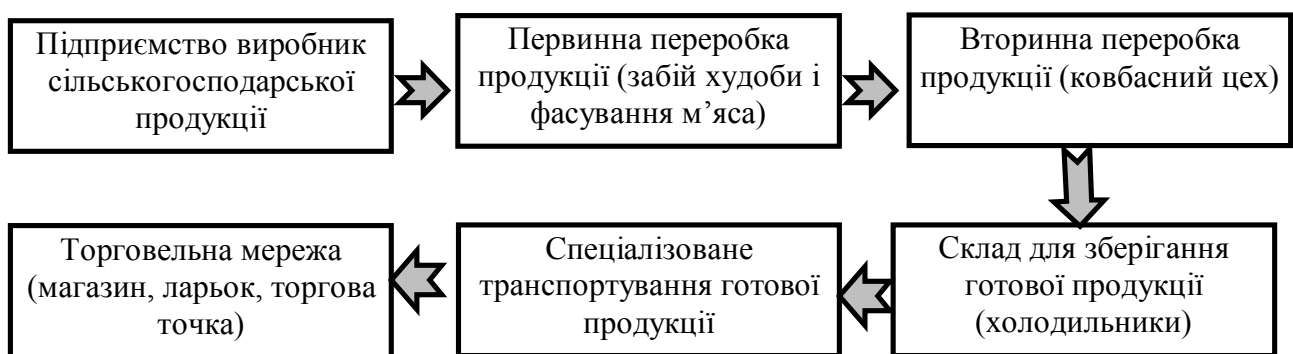 Підприємство виробник
сільськогосподарської
продукції
Первинна переробка
продукції (забій худоби і
фасування м’яса)
Вторинна переробка
продукції (ковбасний цех)
Склад для зберігання
готової продукції
(холодильники)
Спеціалізоване
транспортування готової
продукції
Торговельна мережа
(магазин, ларьок, торгова
точка)